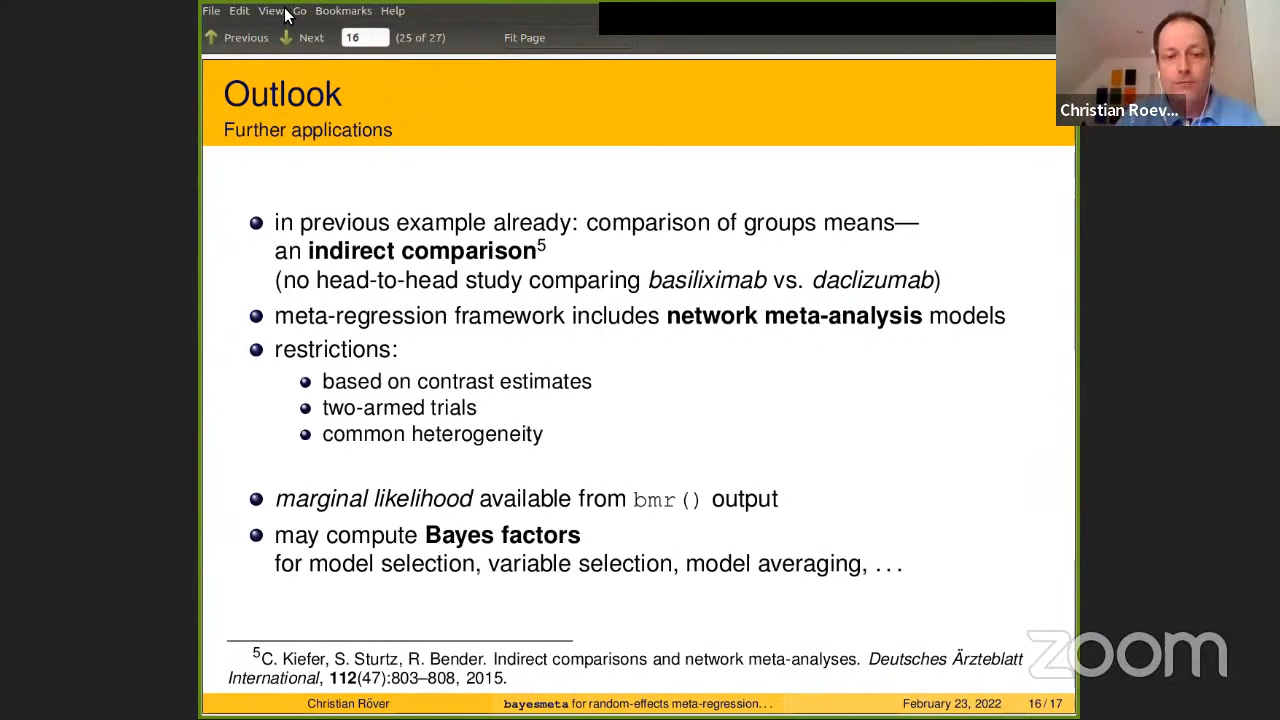 File Edit View Go Bookmarks Help
Previous Next 16 (25 of 27) Fit Page
Christian Roev...
Outlook
Further applications
in previous example already: comparison of groups means—
an indirect comparison5
(no head-to-head study comparing basiliximab vs. daclizumab)
meta-regression framework includes network meta-analysis models
restrictions:
based on contrast estimates
two-armed trials
common heterogeneity
marginal likelihood available from bmr() output
may compute Bayes factors
for model selection, variable selection, model averaging, ...
5C. Kiefer, S. Sturtz, R. Bender. Indirect comparisons and network meta-analyses. Deutsches Ärzteblatt
International, 112(47):803–808, 2015.
Christian Röver bayesmeta for random-effects meta-regression... February 23, 2022 16 / 17
zoom